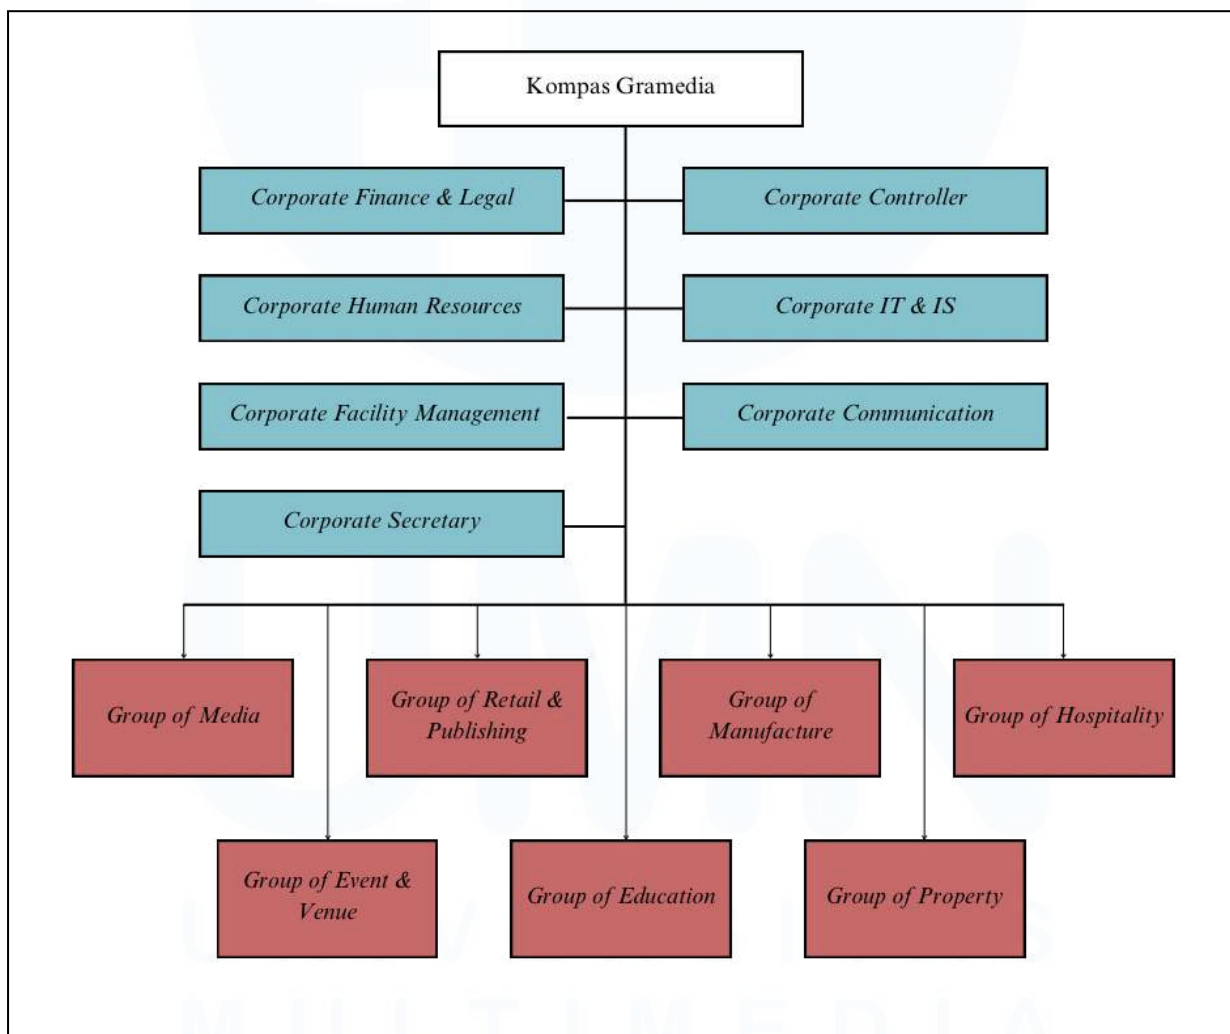 Kompas Gramedia
Corporate Finance & Legal
Corporate Controller
Corporate Human Resources
Corporate IT & IS
Corporate Facility Management
Corporate Communication
Corporate Secretary
Group of Media
Group of Retail &
Publishing
Group of
Manufacture
Group of Hospitality
Group of Event &
Venue
Group of Education
Group of Property
UMN
MULTIMEDIA